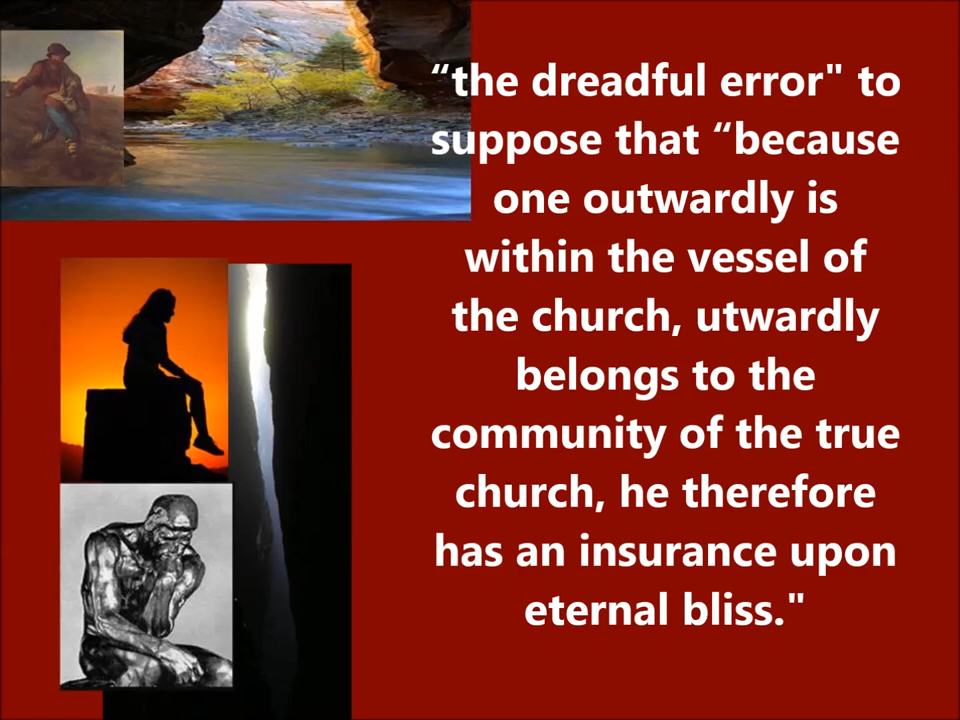 “the dreadful error" to
suppose that “because
one outwardly is
within the vessel of
the church, utwardly
belongs to the
community of the true
church, he therefore
has an insurance upon
eternal bliss."